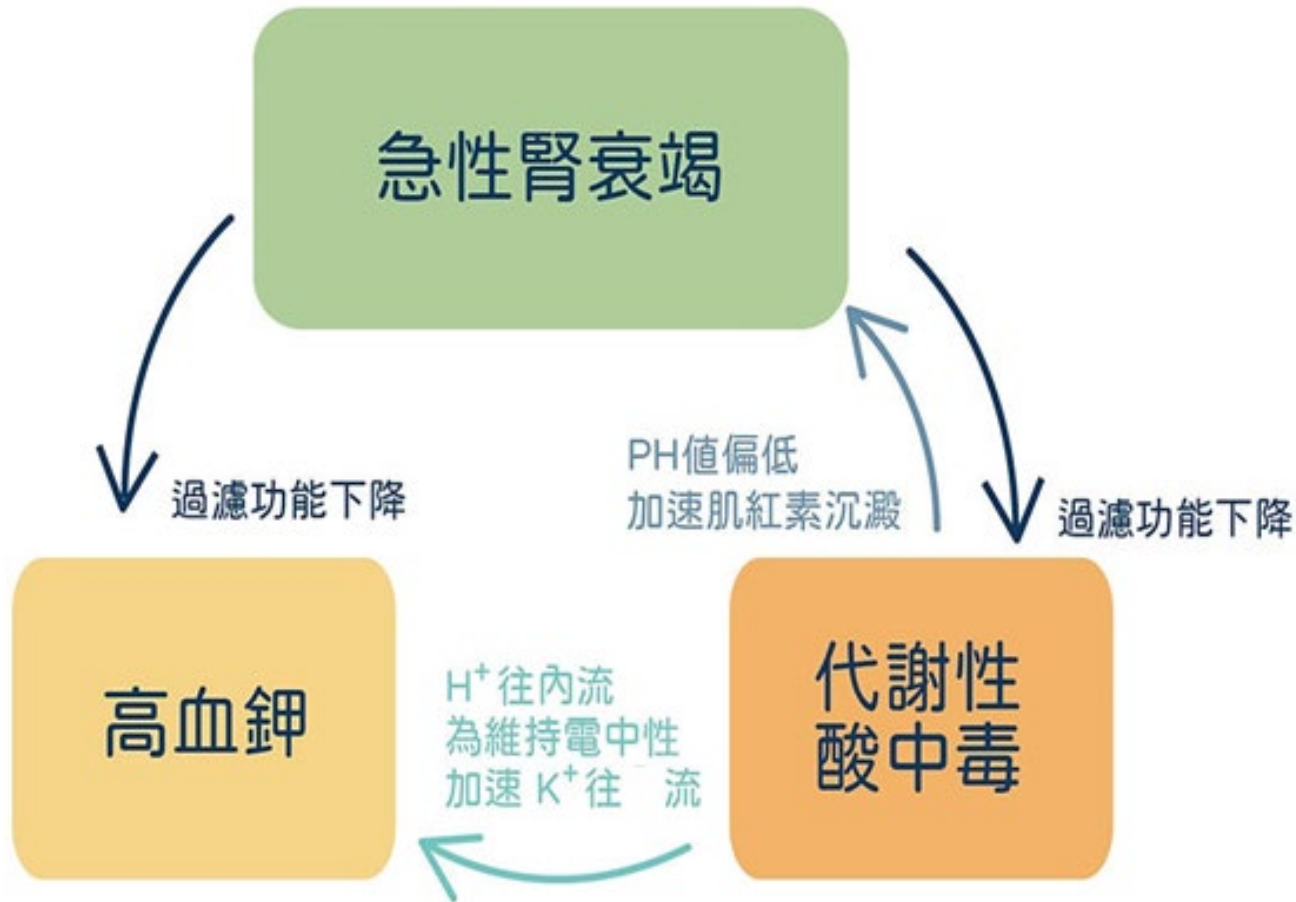 急性腎衰竭
PH值偏低
加速肌紅素沉澱
過濾功能下降
過濾功能下降
高血鉀
H⁺往內流
為維持電中性
加速 K⁺往 流
代謝性
酸中毒